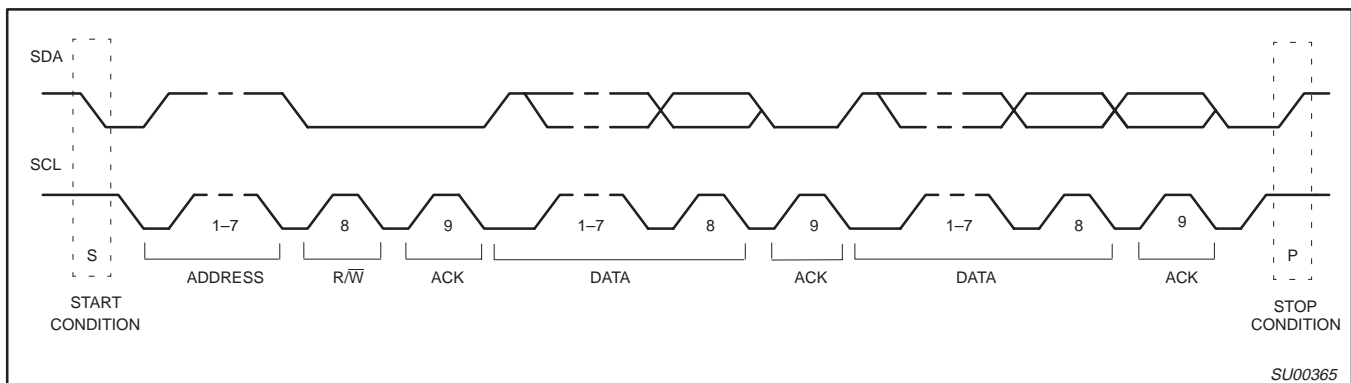 SDA
SCL
1–7 8 9 1–7 8 9 1–7 8 9
S P
ADDRESS R/W̅ ACK DATA ACK DATA ACK
START CONDITION
STOP CONDITION
SU00365